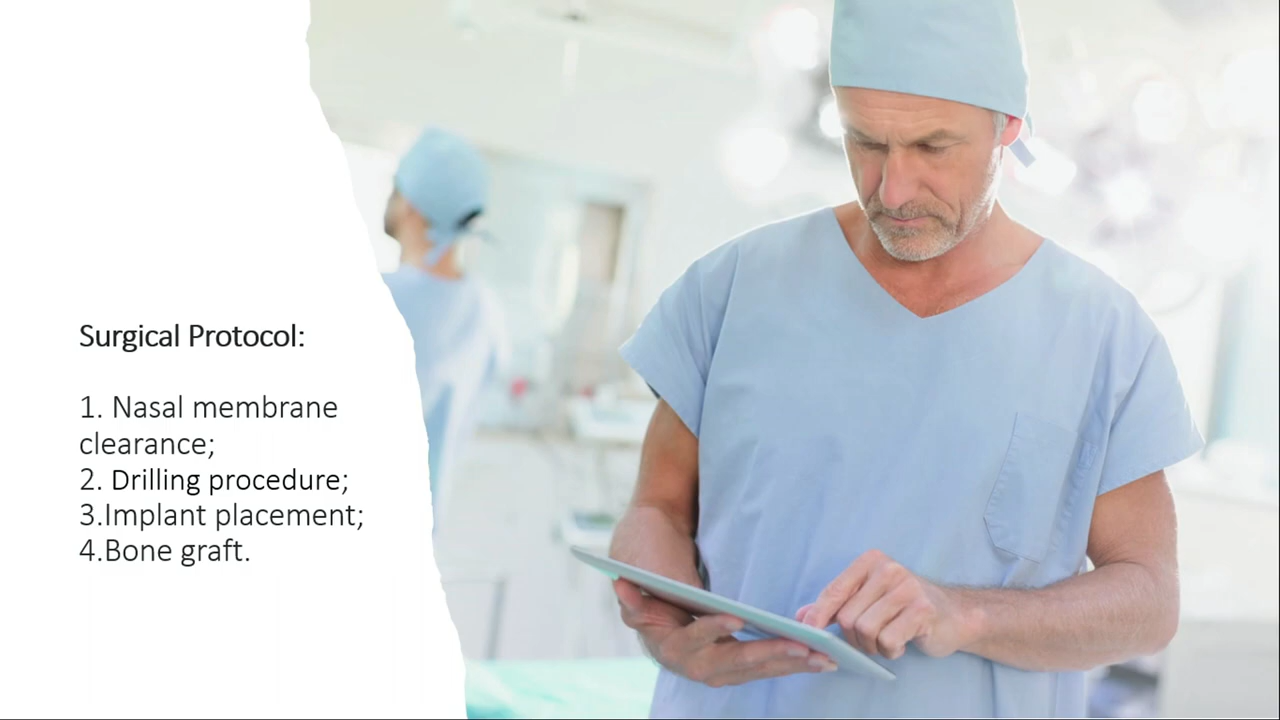 Surgical Protocol:
1. Nasal membrane
clearance;
2. Drilling procedure;
3.Implant placement;
4.Bone graft.